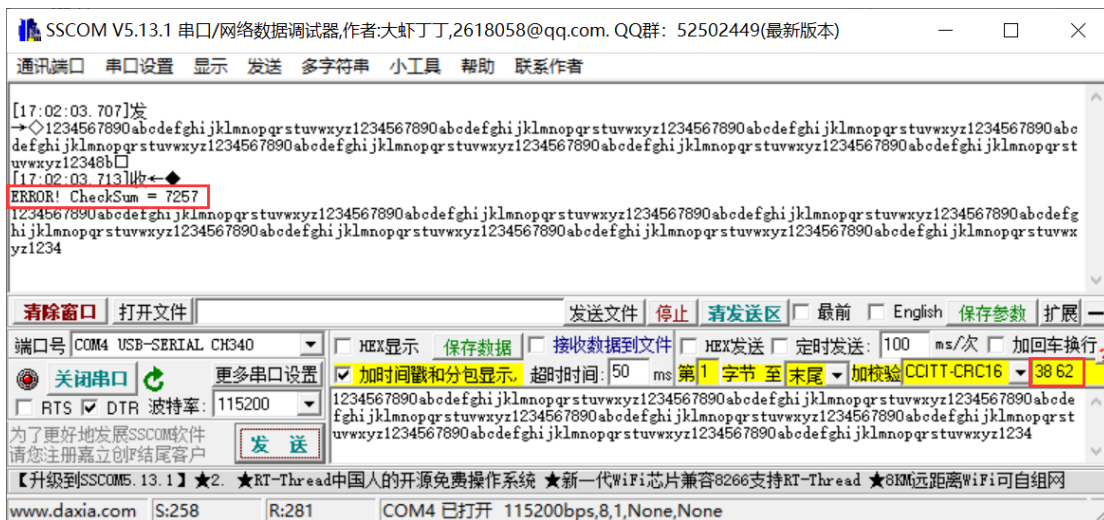 SSCOM V5.13.1 串口/网络数据调试器,作者:大虾丁丁,2618058@qq.com. QQ群: 52502449(最新版本)
通讯端口 串口设置 显示 发送 多字符串 小工具 帮助 联系作者
[17:02:03.707]发
→◇1234567890abcdefghijklmnopqrstuvwxyz1234567890abcdefghijklmnopqrstuvwxyz1234567890abcdefghijklmnopqrstuvwxyz1234567890abc
defghijklmnopqrstuvwxyz1234567890abcdefghijklmnopqrstuvwxyz1234567890abcdefghijklmnopqrstuvwxyz1234567890abcdefghijklmnopqrst
uvwxyz12348b□
[17:02:03.713]收←◆
ERROR! CheckSum = 7257
1234567890abcdefghijklmnopqrstuvwxyz1234567890abcdefghijklmnopqrstuvwxyz1234567890abcdefghijklmnopqrstuvwxyz1234567890abcdefg
hijklmnopqrstuvwxyz1234567890abcdefghijklmnopqrstuvwxyz1234567890abcdefghijklmnopqrstuvwxyz1234567890abcdefghijklmnopqrstuvwx
yz1234
清除窗口 打开文件 发送文件 停止 清发送区 最前 English 保存参数 扩展 —
端口号 COM4 USB-SERIAL CH340 HEX显示 保存数据 接收数据到文件 HEX发送 定时发送: 100 ms/次 加回车换行
关闭串口 更多串口设置 加时间戳和分包显示, 超时时间: 50 ms 第1 字节 至 末尾 加校验 CCITT-CRC16 38 62
RTS DTR 波特率: 115200
1234567890abcdefghijklmnopqrstuvwxyz1234567890abcdefghijklmnopqrstuvwxyz1234567890abcde
fghijklmnopqrstuvwxyz1234567890abcdefghijklmnopqrstuvwxyz1234567890abcdefghijklmnopqrst
uvwxyz1234567890abcdefghijklmnopqrstuvwxyz1234567890abcdefghijklmnopqrstuvwxyz1234
为了更好地发展SSCOM软件
请您注册嘉立创F结尾客户
发 送
【升级到SSCOM5.13.1】★2. ★RT-Thread中国人的开源免费操作系统 ★新一代WiFi芯片兼容8266支持RT-Thread ★8KM远距离WiFi可自组网
www.daxia.com S:258 R:281 COM4 已打开 115200bps,8,1,None,None